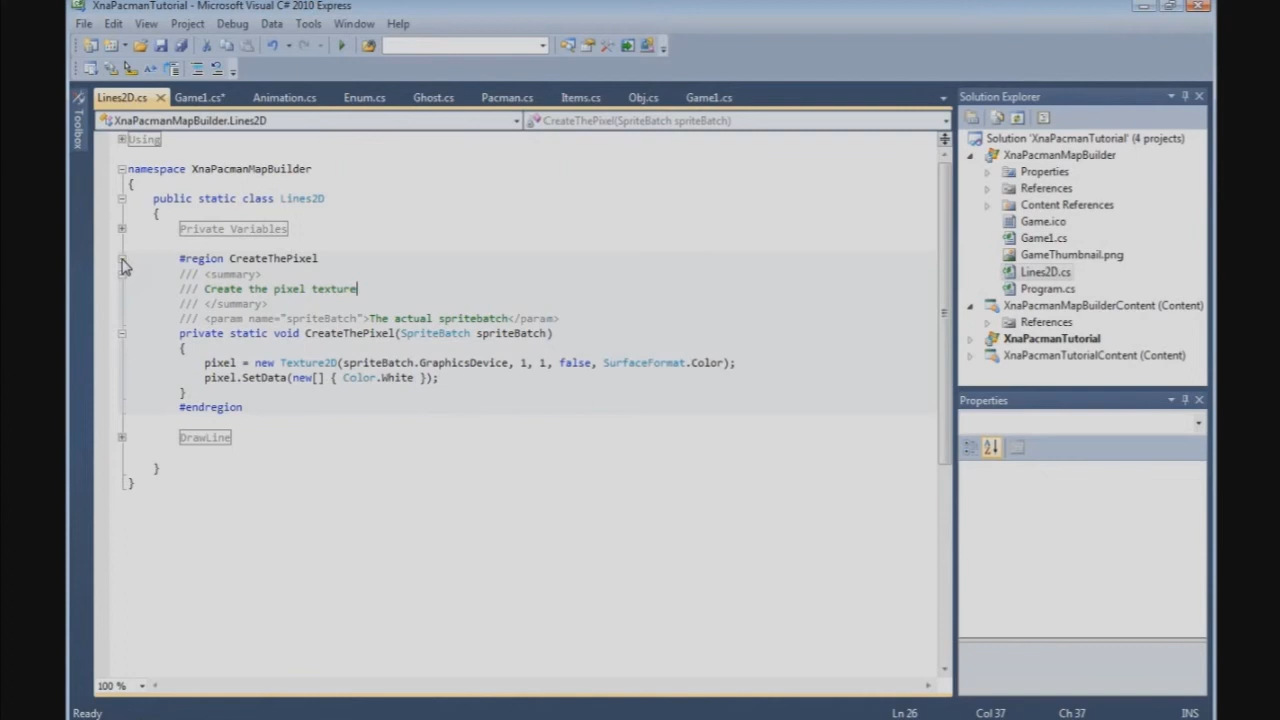 XnaPacmanTutorial - Microsoft Visual C# 2010 Express
File Edit View Project Debug Data Tools Window Help
Lines2D.cs Game1.cs* Animation.cs Enum.cs Ghost.cs Pacman.cs Items.cs Obj.cs Game1.cs
XnaPacmanMapBuilder.Lines2D CreateThePixel(SpriteBatch spriteBatch)
Toolbox
Using
namespace XnaPacmanMapBuilder
{
public static class Lines2D
{
Private Variables
#region CreateThePixel
/// <summary>
/// Create the pixel texture
/// </summary>
/// <param name="spriteBatch">The actual spritebatch</param>
private static void CreateThePixel(SpriteBatch spriteBatch)
{
pixel = new Texture2D(spriteBatch.GraphicsDevice, 1, 1, false, SurfaceFormat.Color);
pixel.SetData(new[] { Color.White });
}
#endregion
DrawLine
}
}
100 %
Solution Explorer
Solution 'XnaPacmanTutorial' (4 projects)
XnaPacmanMapBuilder
Properties
References
Content References
Game.ico
Game1.cs
GameThumbnail.png
Lines2D.cs
Program.cs
XnaPacmanMapBuilderContent (Content)
References
XnaPacmanTutorial
XnaPacmanTutorialContent (Content)
Properties
Ready Ln 26 Col 37 Ch 37 INS